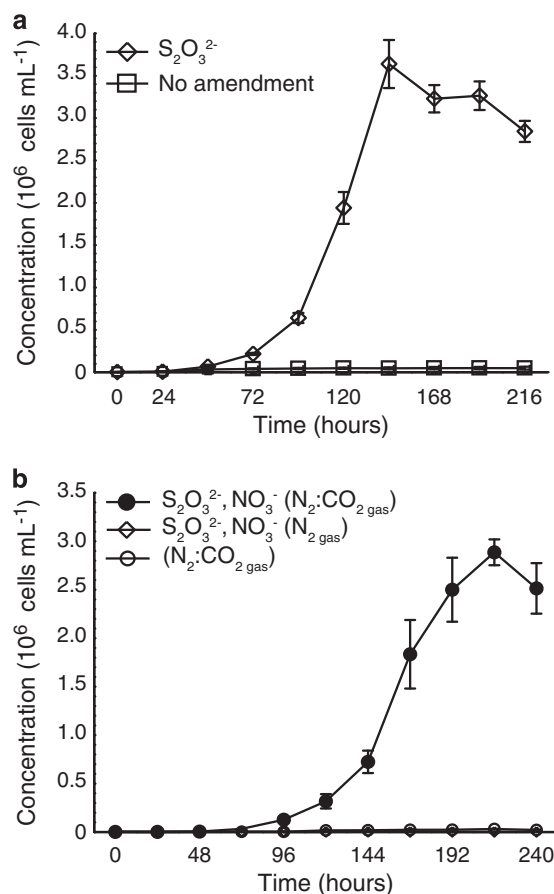 a
S₂O₃²⁻
No amendment
Concentration (10⁶ cells mL⁻¹)
4.0
3.5
3.0
2.5
2.0
1.5
1.0
0.5
0
0 24 72 120 168 216
Time (hours)
b
S₂O₃²⁻, NO₃⁻ (N₂:CO₂ gas)
S₂O₃²⁻, NO₃⁻ (N₂ gas)
(N₂:CO₂ gas)
Concentration (10⁶ cells mL⁻¹)
3.5
3.0
2.5
2.0
1.5
1.0
0.5
0
0 48 96 144 192 240
Time (hours)